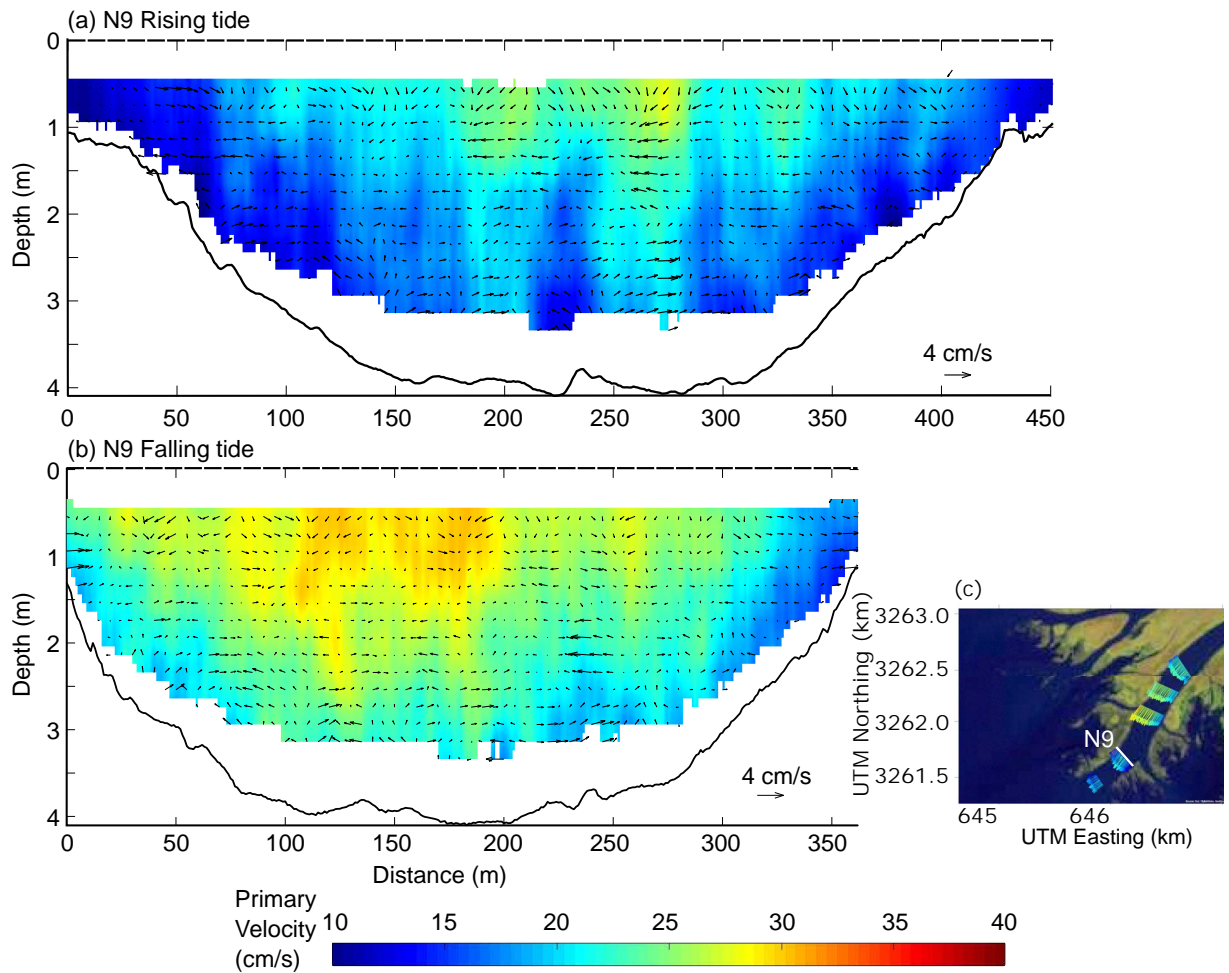 (a) N9 Rising tide
0
1
2
3
4
Depth (m)
4 cm/s
0 50 100 150 200 250 300 350 400 450
(b) N9 Falling tide
0
1
2
3
4
Depth (m)
4 cm/s
0 50 100 150 200 250 300 350
Distance (m)
(c)
3263.0
3262.5
3262.0
3261.5
UTM Northing (km)
N9
645 646
UTM Easting (km)
Primary
Velocity
(cm/s)
10 15 20 25 30 35 40